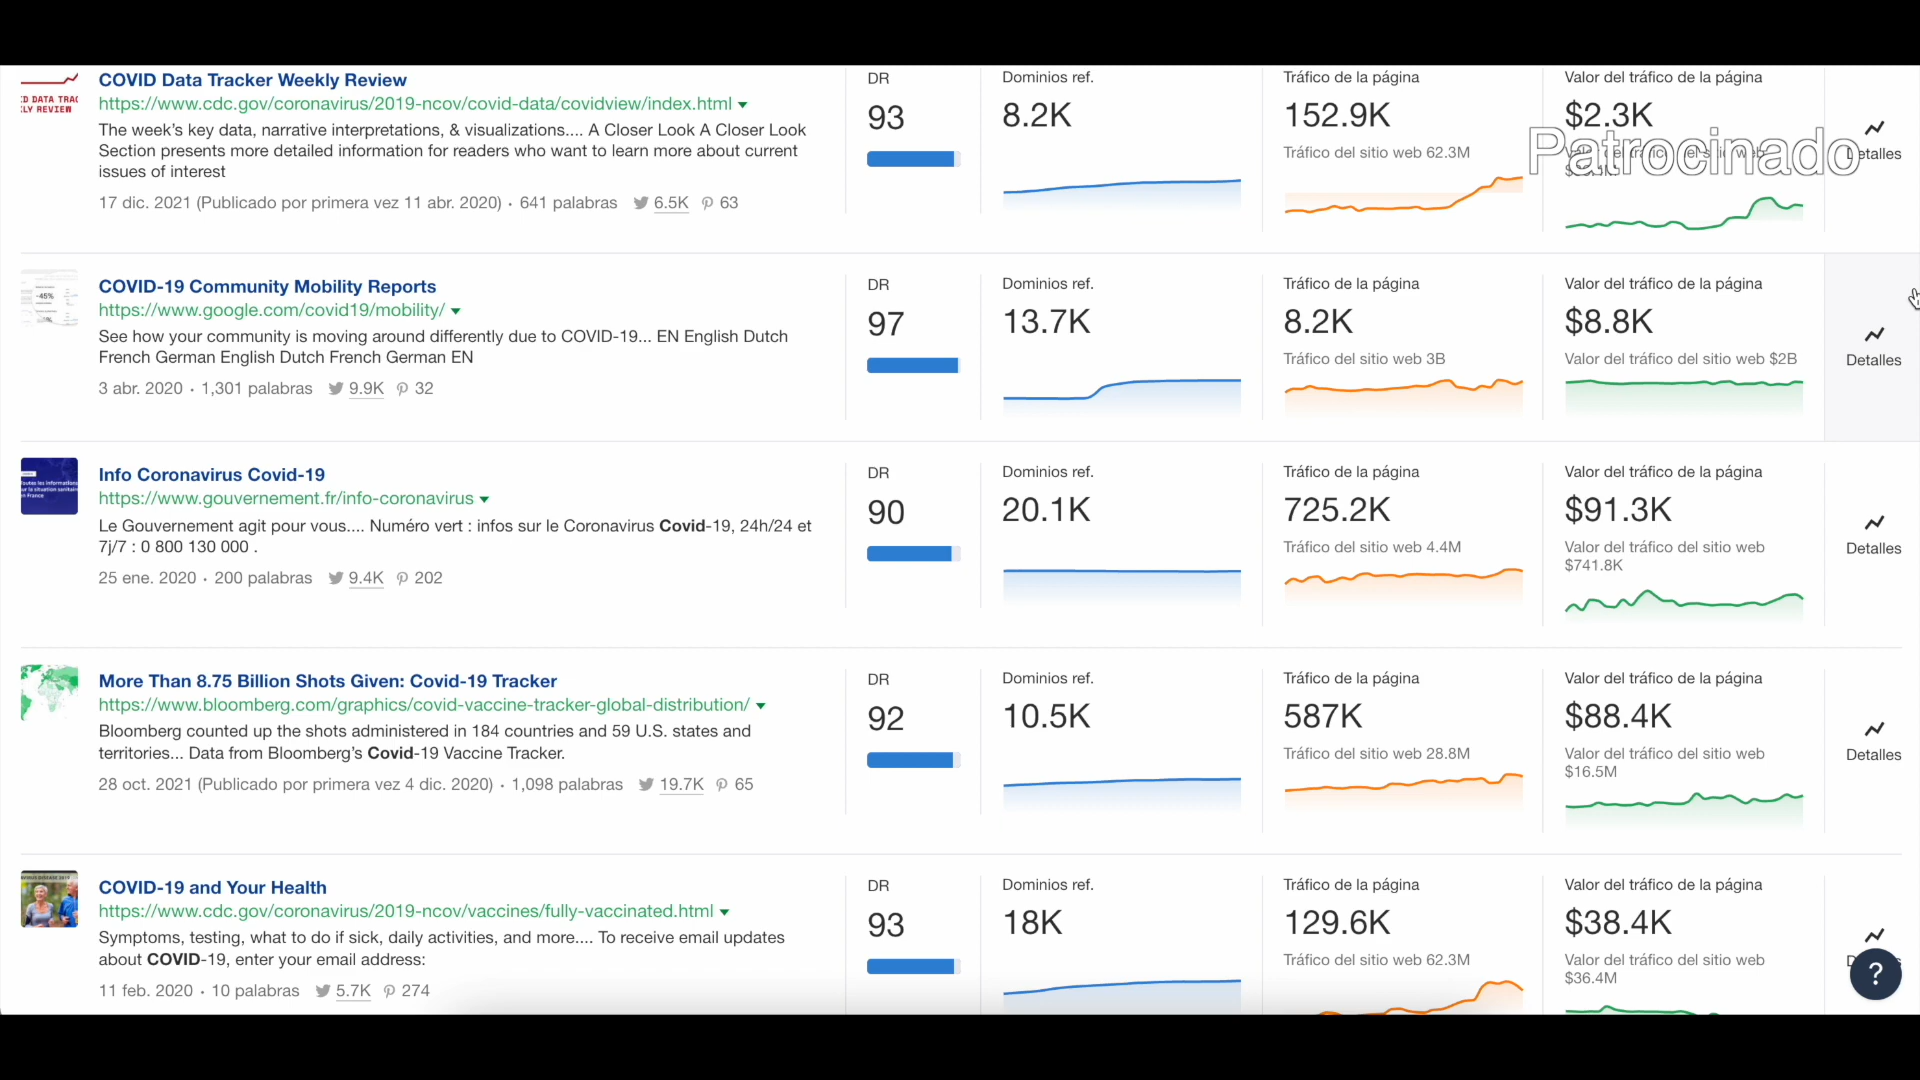 COVID Data Tracker Weekly Review
https://www.cdc.gov/coronavirus/2019-ncov/covid-data/covidview/index.html
The week's key data, narrative interpretations, & visualizations.... A Closer Look A Closer Look
Section presents more detailed information for readers who want to learn more about current
issues of interest
17 dic. 2021 (Publicado por primera vez 11 abr. 2020) · 641 palabras 6.5K 63
DR
93
Dominios ref.
8.2K
Tráfico de la página
152.9K
Tráfico del sitio web 62.3M
Valor del tráfico de la página
$2.3K
Patrocinado
COVID-19 Community Mobility Reports
https://www.google.com/covid19/mobility/
See how your community is moving around differently due to COVID-19... EN English Dutch
French German English Dutch French German EN
3 abr. 2020 · 1,301 palabras 9.9K 32
DR
97
Dominios ref.
13.7K
Tráfico de la página
8.2K
Tráfico del sitio web 3B
Valor del tráfico de la página
$8.8K
Valor del tráfico del sitio web $2B
Detalles
Info Coronavirus Covid-19
https://www.gouvernement.fr/info-coronavirus
Le Gouvernement agit pour vous.... Numéro vert : infos sur le Coronavirus Covid-19, 24h/24 et
7j/7 : 0 800 130 000 .
25 ene. 2020 · 200 palabras 9.4K 202
DR
90
Dominios ref.
20.1K
Tráfico de la página
725.2K
Tráfico del sitio web 4.4M
Valor del tráfico de la página
$91.3K
Valor del tráfico del sitio web
$741.8K
Detalles
More Than 8.75 Billion Shots Given: Covid-19 Tracker
https://www.bloomberg.com/graphics/covid-vaccine-tracker-global-distribution/
Bloomberg counted up the shots administered in 184 countries and 59 U.S. states and
territories... Data from Bloomberg's Covid-19 Vaccine Tracker.
28 oct. 2021 (Publicado por primera vez 4 dic. 2020) · 1,098 palabras 19.7K 65
DR
92
Dominios ref.
10.5K
Tráfico de la página
587K
Tráfico del sitio web 28.8M
Valor del tráfico de la página
$88.4K
Valor del tráfico del sitio web
$16.5M
Detalles
COVID-19 and Your Health
https://www.cdc.gov/coronavirus/2019-ncov/vaccines/fully-vaccinated.html
Symptoms, testing, what to do if sick, daily activities, and more.... To receive email updates
about COVID-19, enter your email address:
11 feb. 2020 · 10 palabras 5.7K 274
DR
93
Dominios ref.
18K
Tráfico de la página
129.6K
Tráfico del sitio web 62.3M
Valor del tráfico de la página
$38.4K
Valor del tráfico del sitio web
$36.4M
?